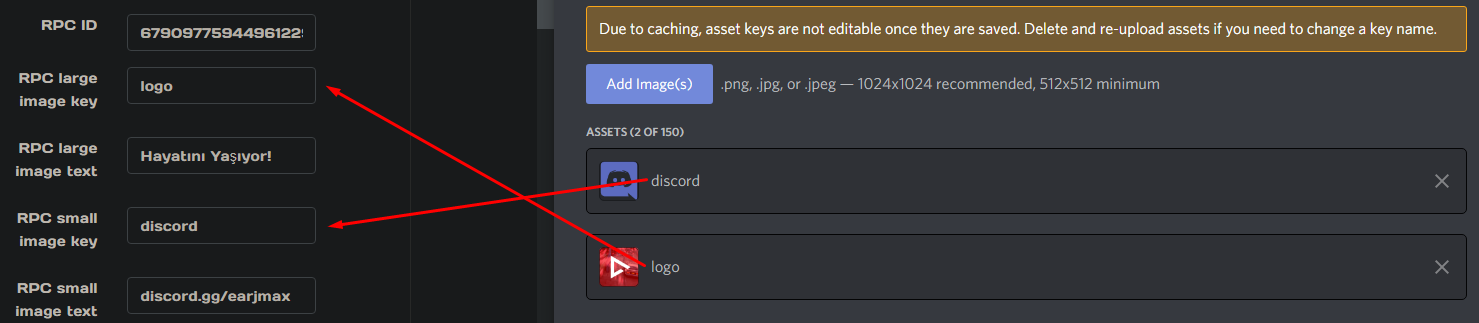 RPC ID
RPC large
image key
logo
RPC large
image text
Hayatını Yaşıyor!
RPC small
image key
discord
RPC small
image text
discord.gg/earjmax
Due to caching, asset keys are not editable once they are saved. Delete and re-upload assets if you need to change a key name.
Add Image(s)
.png, .jpg, or .jpeg — 1024x1024 recommended, 512x512 minimum
ASSETS (2 OF 150)
discord
logo